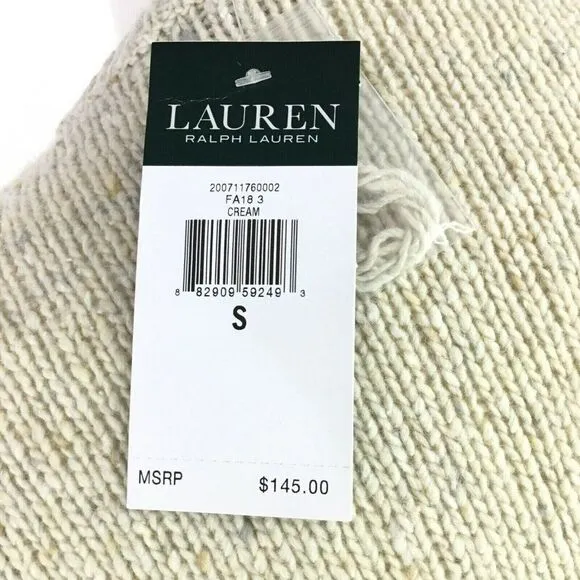 LAUREN
RALPH LAUREN
200711760002
FA18 3
CREAM
8 82909 59249 3
S
MSRP $145.00